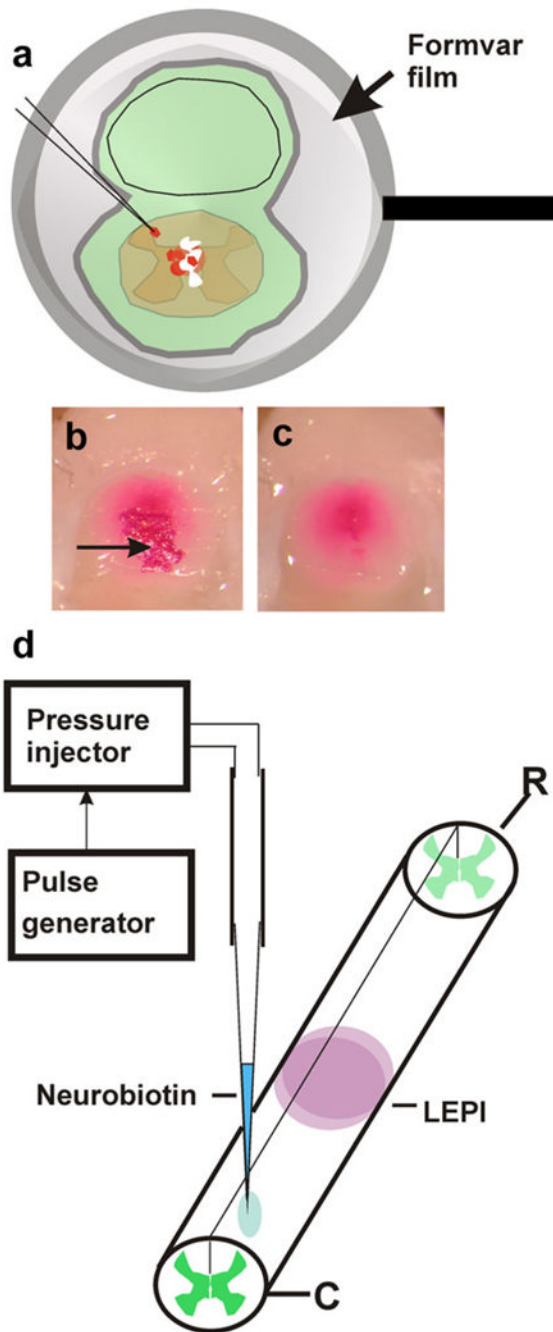 a
Formvar
film
b
c
d
Pressure
injector
R
Pulse
generator
Neurobiotin
LEPI
C